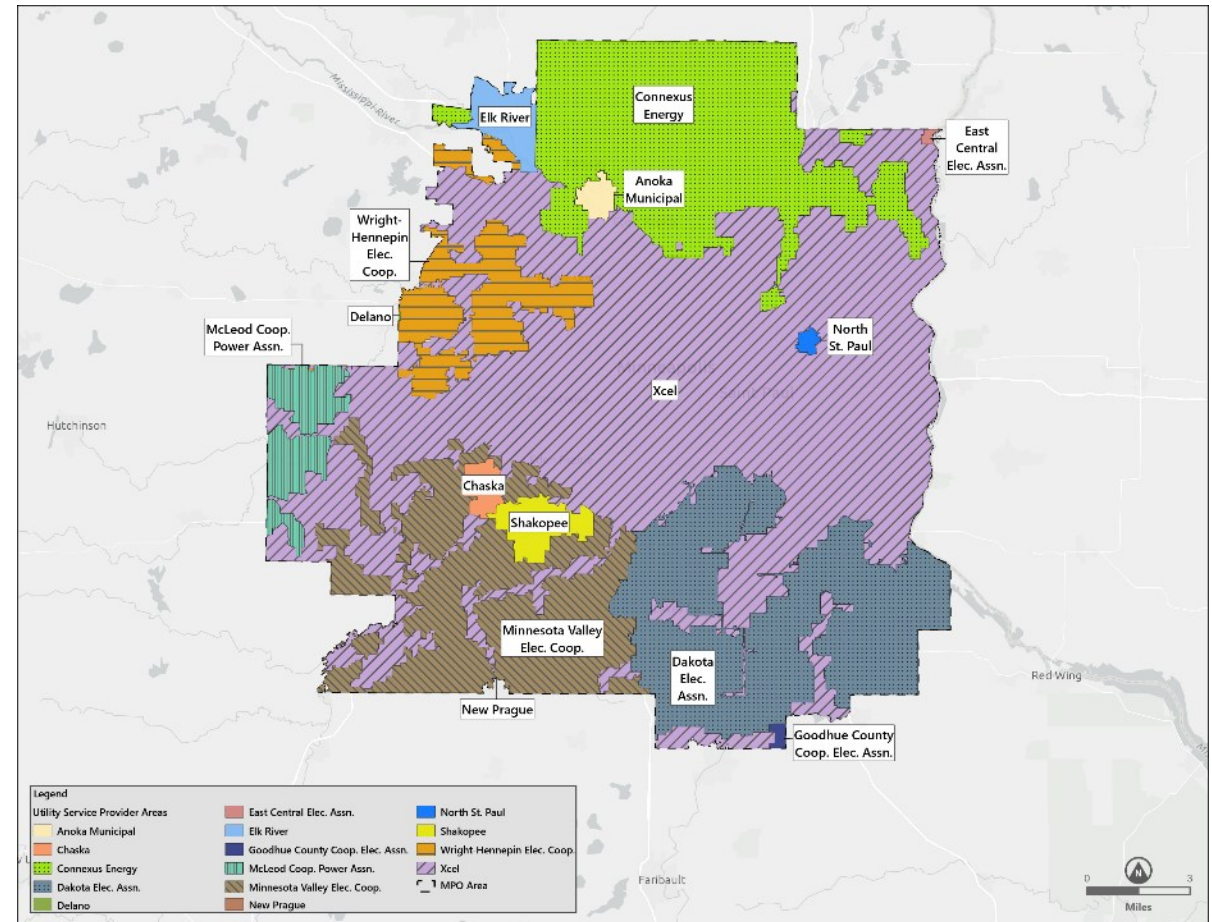 Mississippi River
Elk River
Connexus
Energy
East
Central
Elec. Assn.
Anoka
Municipal
Wright-
Hennepin
Elec.
Coop.
Delano
McLeod Coop.
Power Assn.
North
St. Paul
Xcel
Hutchinson
Chaska
Shakopee
Minnesota Valley
Elec. Coop.
Dakota
Elec.
Assn.
Red Wing
New Prague
Goodhue County
Coop. Elec. Assn.
Faribault
Legend
Utility Service Provider Areas
Anoka Municipal
Chaska
Connexus Energy
Dakota Elec. Assn.
Delano
East Central Elec. Assn.
Elk River
Goodhue County Coop. Elec. Assn.
McLeod Coop. Power Assn.
Minnesota Valley Elec. Coop.
New Prague
North St. Paul
Shakopee
Wright Hennepin Elec. Coop.
Xcel
MPO Area
N
0 3
Miles